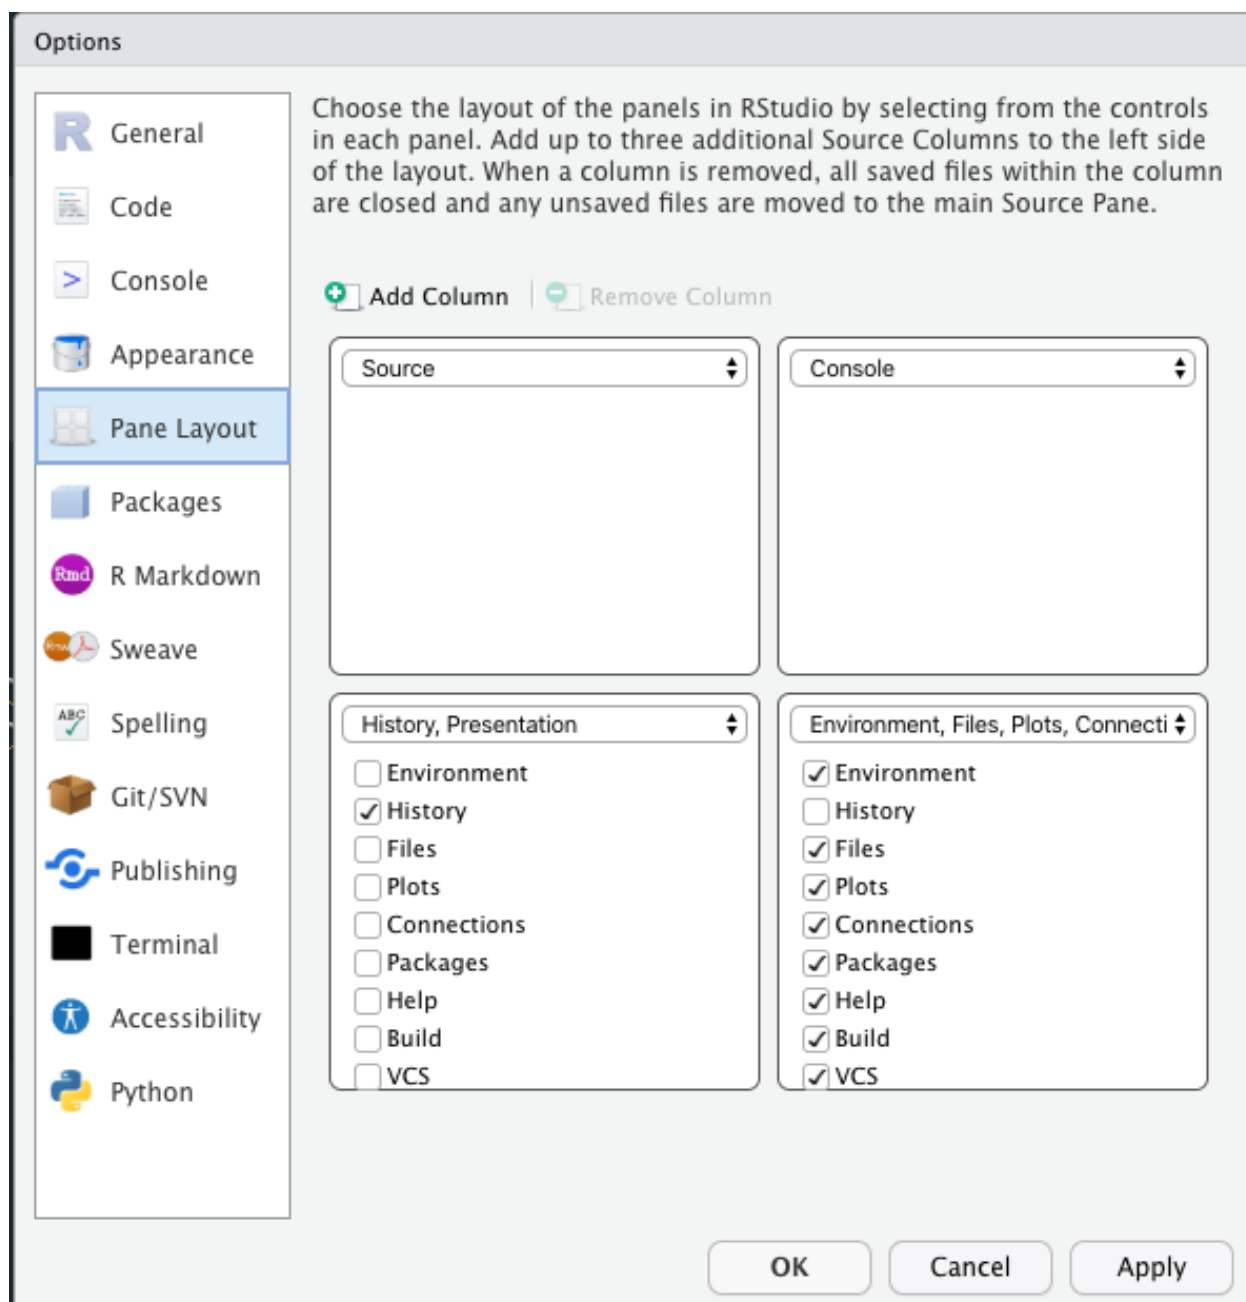 Options
General
Code
Console
Appearance
Pane Layout
Packages
Rmd
R Markdown
Rnw
Sweave
ABC
Spelling
Git/SVN
Publishing
Terminal
Accessibility
Python
Choose the layout of the panels in RStudio by selecting from the controls
in each panel. Add up to three additional Source Columns to the left side
of the layout. When a column is removed, all saved files within the column
are closed and any unsaved files are moved to the main Source Pane.
Add Column
Remove Column
Source
Console
History, Presentation
Environment
History
Files
Plots
Connections
Packages
Help
Build
VCS
Environment, Files, Plots, Connecti
Environment
History
Files
Plots
Connections
Packages
Help
Build
VCS
OK
Cancel
Apply